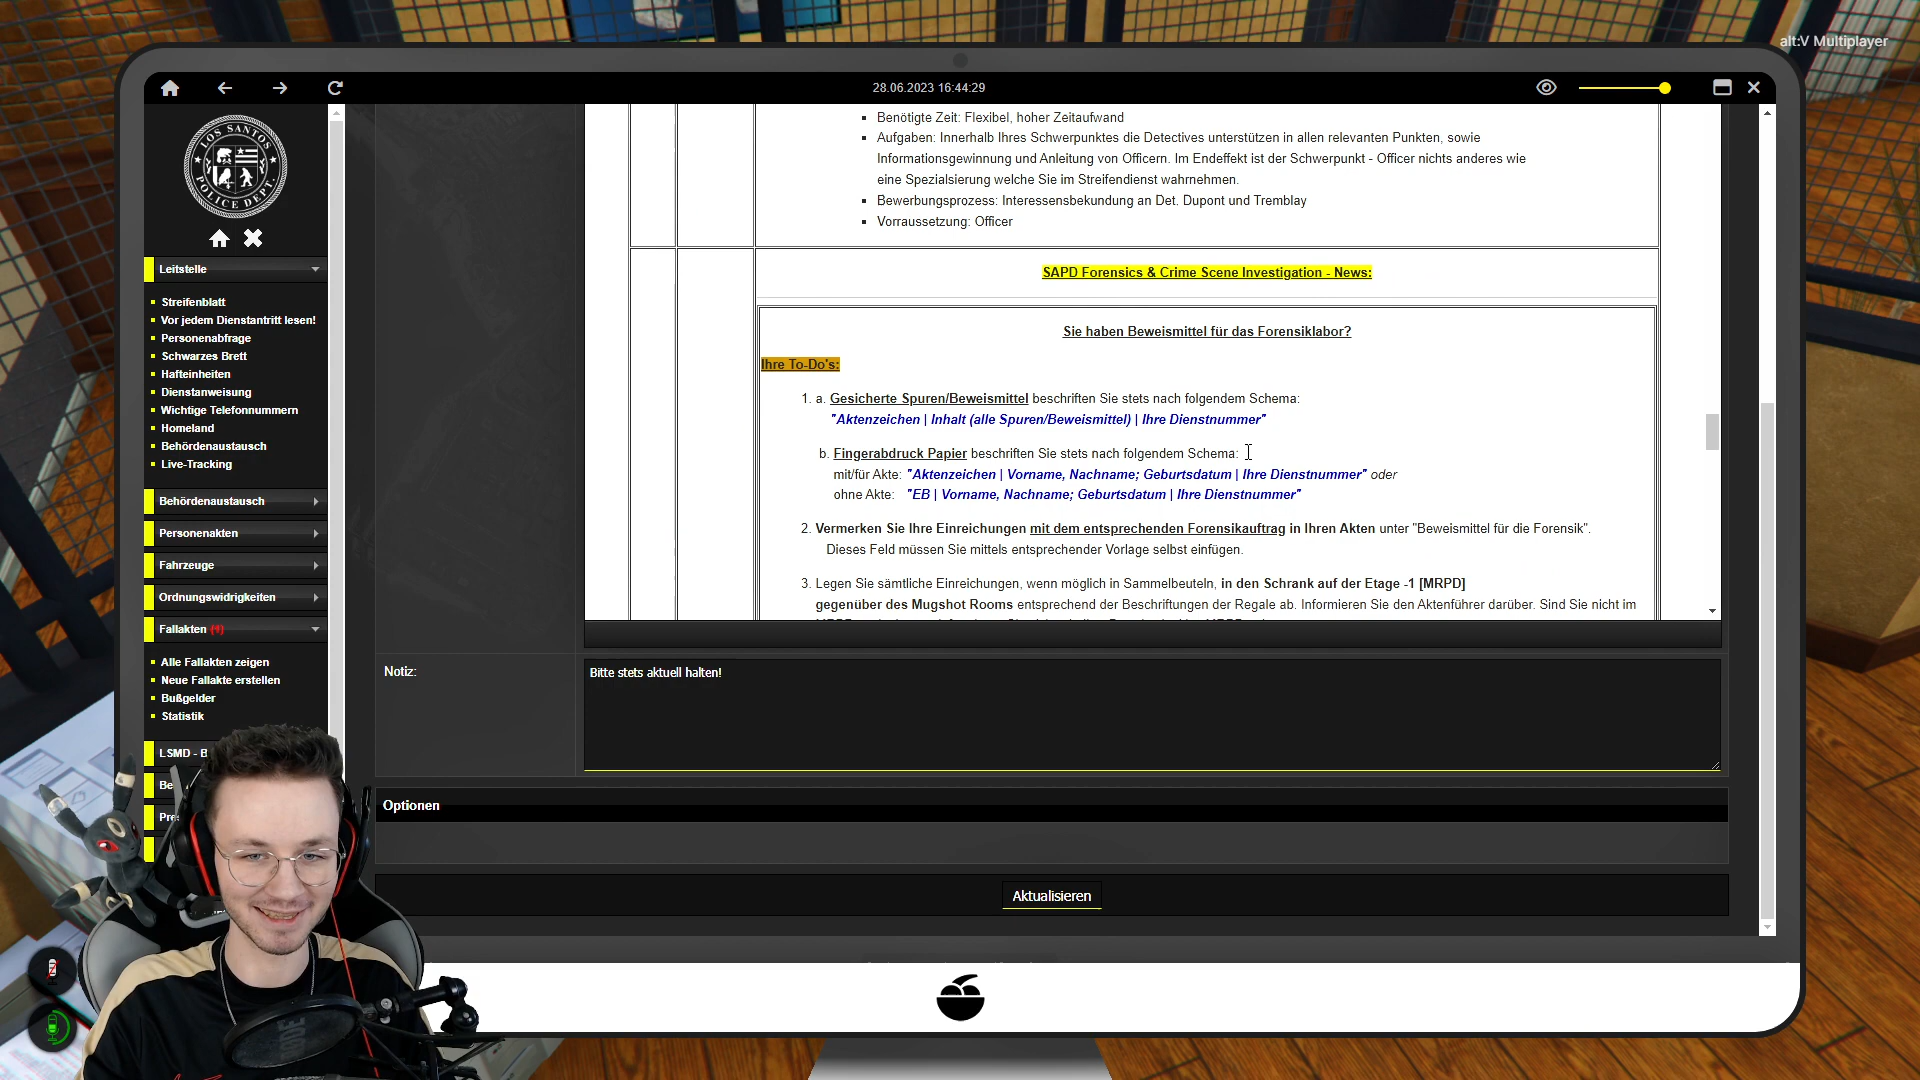 alt:V Multiplayer
28.06.2023 16:44:29
LOS SANTOS
POLICE DEPT.
Leitstelle
Streifenblatt
Vor jedem Dienstantritt lesen!
Personenabfrage
Schwarzes Brett
Hafteinheiten
Dienstanweisung
Wichtige Telefonnummern
Homeland
Behördenaustausch
Live-Tracking
Behördenaustausch
Personenakten
Fahrzeuge
Ordnungswidrigkeiten
Fallakten (1)
Alle Fallakten zeigen
Neue Fallakte erstellen
Bußgelder
Statistik
LSMD - B
Be
Pre
Benötigte Zeit: Flexibel, hoher Zeitaufwand
Aufgaben: Innerhalb Ihres Schwerpunktes die Detectives unterstützen in allen relevanten Punkten, sowie
Informationsgewinnung und Anleitung von Officern. Im Endeffekt ist der Schwerpunkt - Officer nichts anderes wie
eine Spezialsierung welche Sie im Streifendienst wahrnehmen.
Bewerbungsprozess: Interessensbekundung an Det. Dupont und Tremblay
Vorraussetzung: Officer
SAPD Forensics & Crime Scene Investigation - News:
Sie haben Beweismittel für das Forensiklabor?
Ihre To-Do's:
1. a. Gesicherte Spuren/Beweismittel beschriften Sie stets nach folgendem Schema:
"Aktenzeichen | Inhalt (alle Spuren/Beweismittel) | Ihre Dienstnummer"
b. Fingerabdruck Papier beschriften Sie stets nach folgendem Schema:
mit/für Akte: "Aktenzeichen | Vorname, Nachname; Geburtsdatum | Ihre Dienstnummer" oder
ohne Akte: "EB | Vorname, Nachname; Geburtsdatum | Ihre Dienstnummer"
2. Vermerken Sie Ihre Einreichungen mit dem entsprechenden Forensikauftrag in Ihren Akten unter "Beweismittel für die Forensik".
Dieses Feld müssen Sie mittels entsprechender Vorlage selbst einfügen.
3. Legen Sie sämtliche Einreichungen, wenn möglich in Sammelbeuteln, in den Schrank auf der Etage -1 [MRPD]
gegenüber des Mugshot Rooms entsprechend der Beschriftungen der Regale ab. Informieren Sie den Aktenführer darüber. Sind Sie nicht im
Notiz:
Bitte stets aktuell halten!
Optionen
Aktualisieren